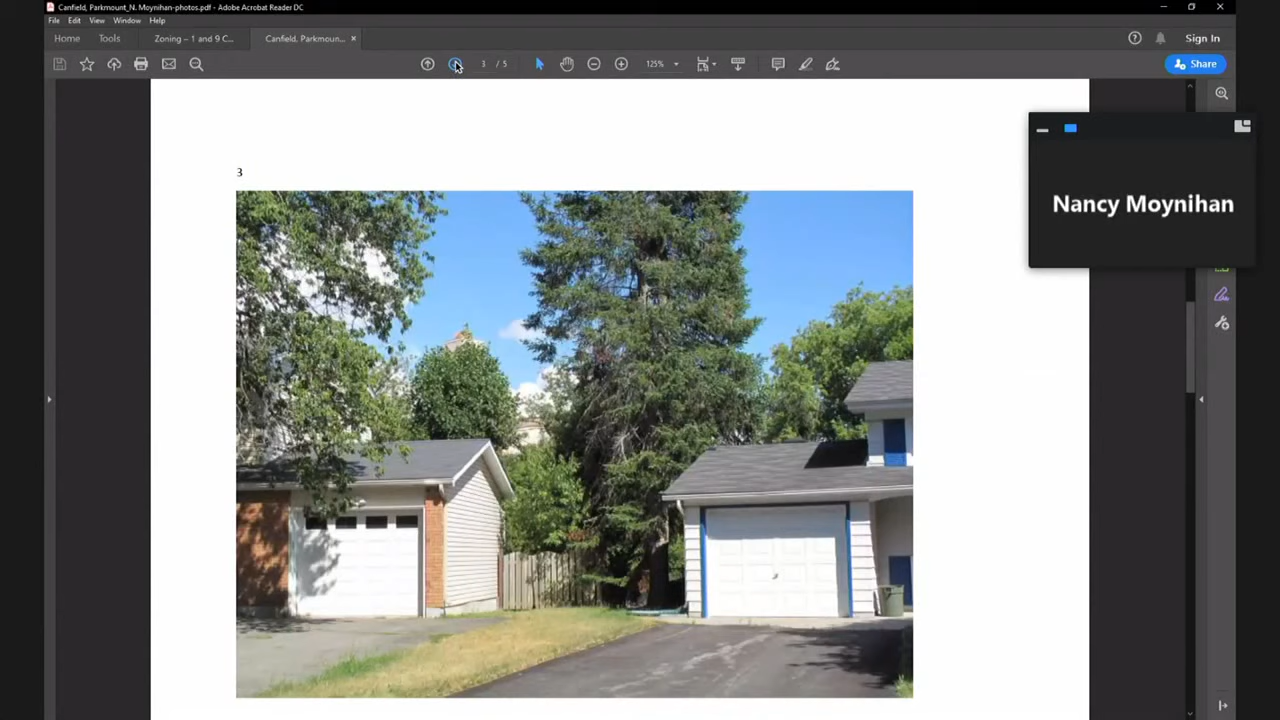 Canfield, Parkmount_N. Moynihan-photos.pdf - Adobe Acrobat Reader DC
File Edit View Window Help
Home Tools Zoning – 1 and 9 C... Canfield, Parkmoun... × Sign In
3 / 5 125% Share
3
Nancy Moynihan